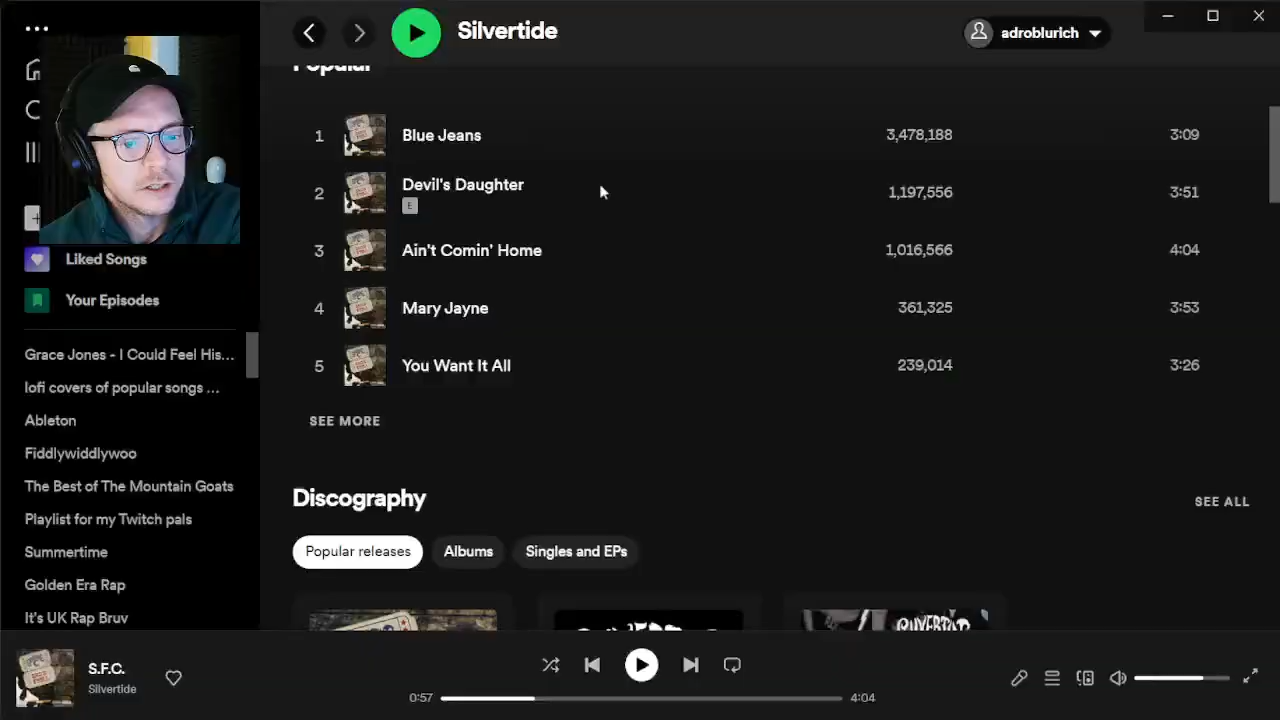 Silvertide
adroblurich
Popular
1 Blue Jeans 3,478,188 3:09
2 Devil's Daughter 1,197,556 3:51
E
3 Ain't Comin' Home 1,016,566 4:04
4 Mary Jayne 361,325 3:53
5 You Want It All 239,014 3:26
SEE MORE
Discography
SEE ALL
Popular releases
Albums
Singles and EPs
Liked Songs
Your Episodes
Grace Jones - I Could Feel His...
lofi covers of popular songs ...
Ableton
Fiddlywiddlywoo
The Best of The Mountain Goats
Playlist for my Twitch pals
Summertime
Golden Era Rap
It's UK Rap Bruv
S.F.C.
Silvertide
0:57
4:04